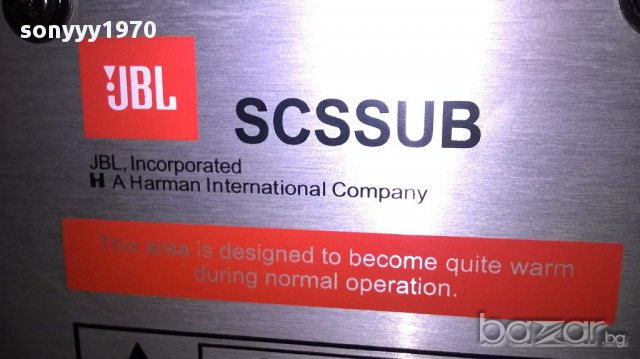 sonyyy1970
JBL
SCSSUB
JBL, Incorporated
H A Harman International Company
This area is designed to become quite warm
during normal operation.
bazar.bg